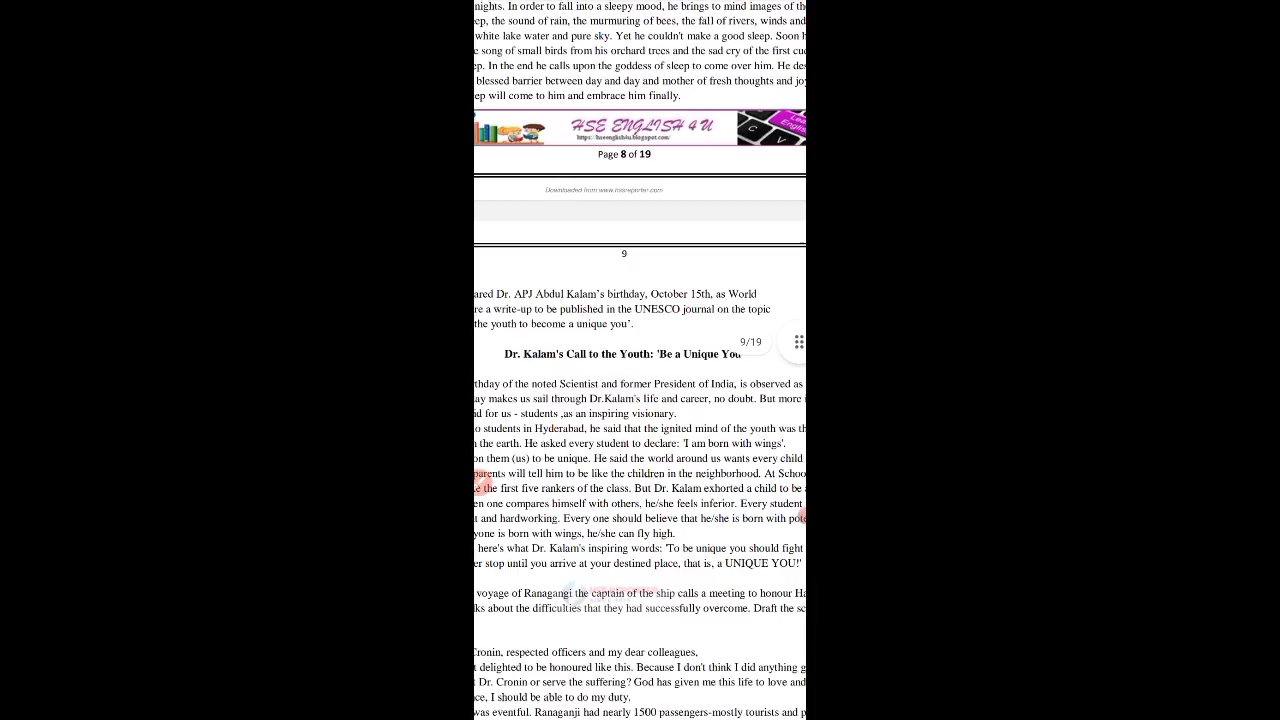 nights. In order to fall into a sleepy mood, he brings to mind images of
ep, the sound of rain, the murmuring of bees, the fall of rivers, winds and
white lake water and pure sky. Yet he couldn't make a good sleep. Soon
song of small birds from his orchard trees and the sad cry of the first
ep. In the end he calls upon the goddess of sleep to come over him. He
blessed barrier between day and day and mother of fresh thoughts and
ep will come to him and embrace him finally.
HSE ENGLISH 4 U
https://hseenglish4u.blogspot.com/
C V
English
Page 8 of 19
Downloaded from www.hssreporter.com
9
ared Dr. APJ Abdul Kalam's birthday, October 15th, as World
re a write-up to be published in the UNESCO journal on the topic
the youth to become a unique you'.
9/19
Dr. Kalam's Call to the Youth: 'Be a Unique You
rthday of the noted Scientist and former President of India, is observed as
ay makes us sail through Dr.Kalam's life and career, no doubt. But more
id for us - students ,as an inspiring visionary.
to students in Hyderabad, he said that the ignited mind of the youth was
the earth. He asked every student to declare: 'I am born with wings'.
on them (us) to be unique. He said the world around us wants every child
parents will tell him to be like the children in the neighborhood. At Schoo
the first five rankers of the class. But Dr. Kalam exhorted a child to be
en one compares himself with others, he/she feels inferior. Every student
t and hardworking. Every one should believe that he/she is born with
yone is born with wings, he/she can fly high.
here's what Dr. Kalam's inspiring words: 'To be unique you should fight
er stop until you arrive at your destined place, that is, a UNIQUE YOU!'
voyage of Ranagangi the captain of the ship calls a meeting to honour
ks about the difficulties that they had successfully overcome. Draft the
Cronin, respected officers and my dear colleagues,
delighted to be honoured like this. Because I don't think I did anything
Dr. Cronin or serve the suffering? God has given me this life to love and
ce, I should be able to do my duty.
was eventful. Ranaganji had nearly 1500 passengers-mostly tourists and